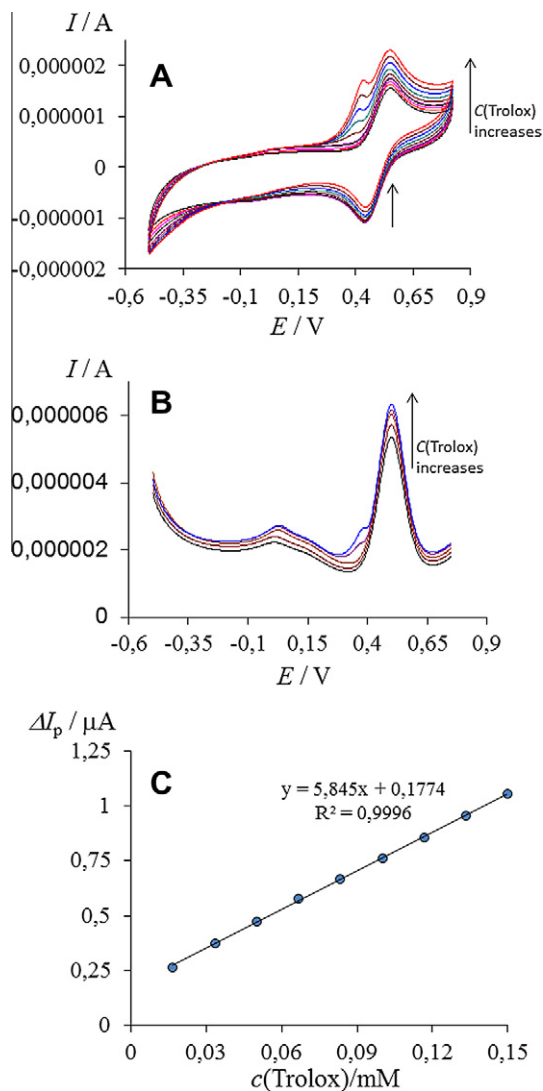 I / A
A
0,000002
0,000001
0
-0,000001
-0,000002
C(Trolox)
increases
-0,6 -0,35 -0,1 0,15 0,4 0,65 0,9
E / V
I / A
B
0,000006
0,000004
0,000002
0
C(Trolox)
increases
-0,6 -0,35 -0,1 0,15 0,4 0,65 0,9
E / V
ΔIp / µA
C
1,25
1
0,75
0,5
0,25
0
y = 5,845x + 0,1774
R² = 0,9996
0 0,03 0,06 0,09 0,12 0,15
c(Trolox)/mM